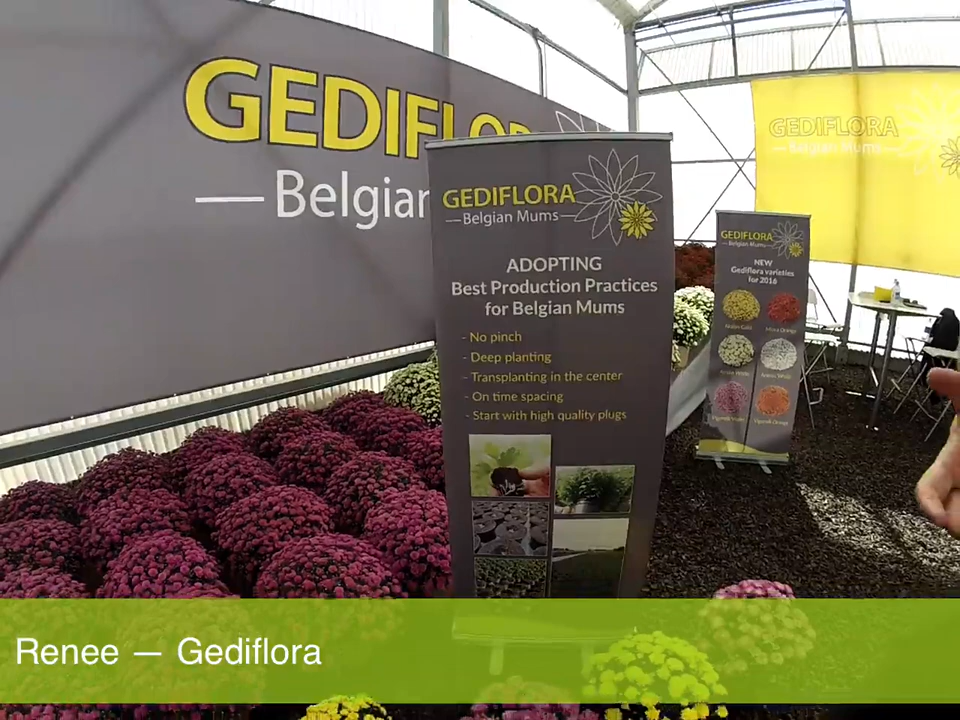 GEDIFLORA
Belgian
GEDIFLORA
Belgian Mums
ADOPTING
Best Production Practices
for Belgian Mums
- No pinch
- Deep planting
- Transplanting in the center
- On time spacing
- Start with high quality plugs
GEDIFLORA
Belgian Mums
NEW
Gediflora varieties
for 2016
GEDIFLORA
Belgian Mums
Renee — Gediflora